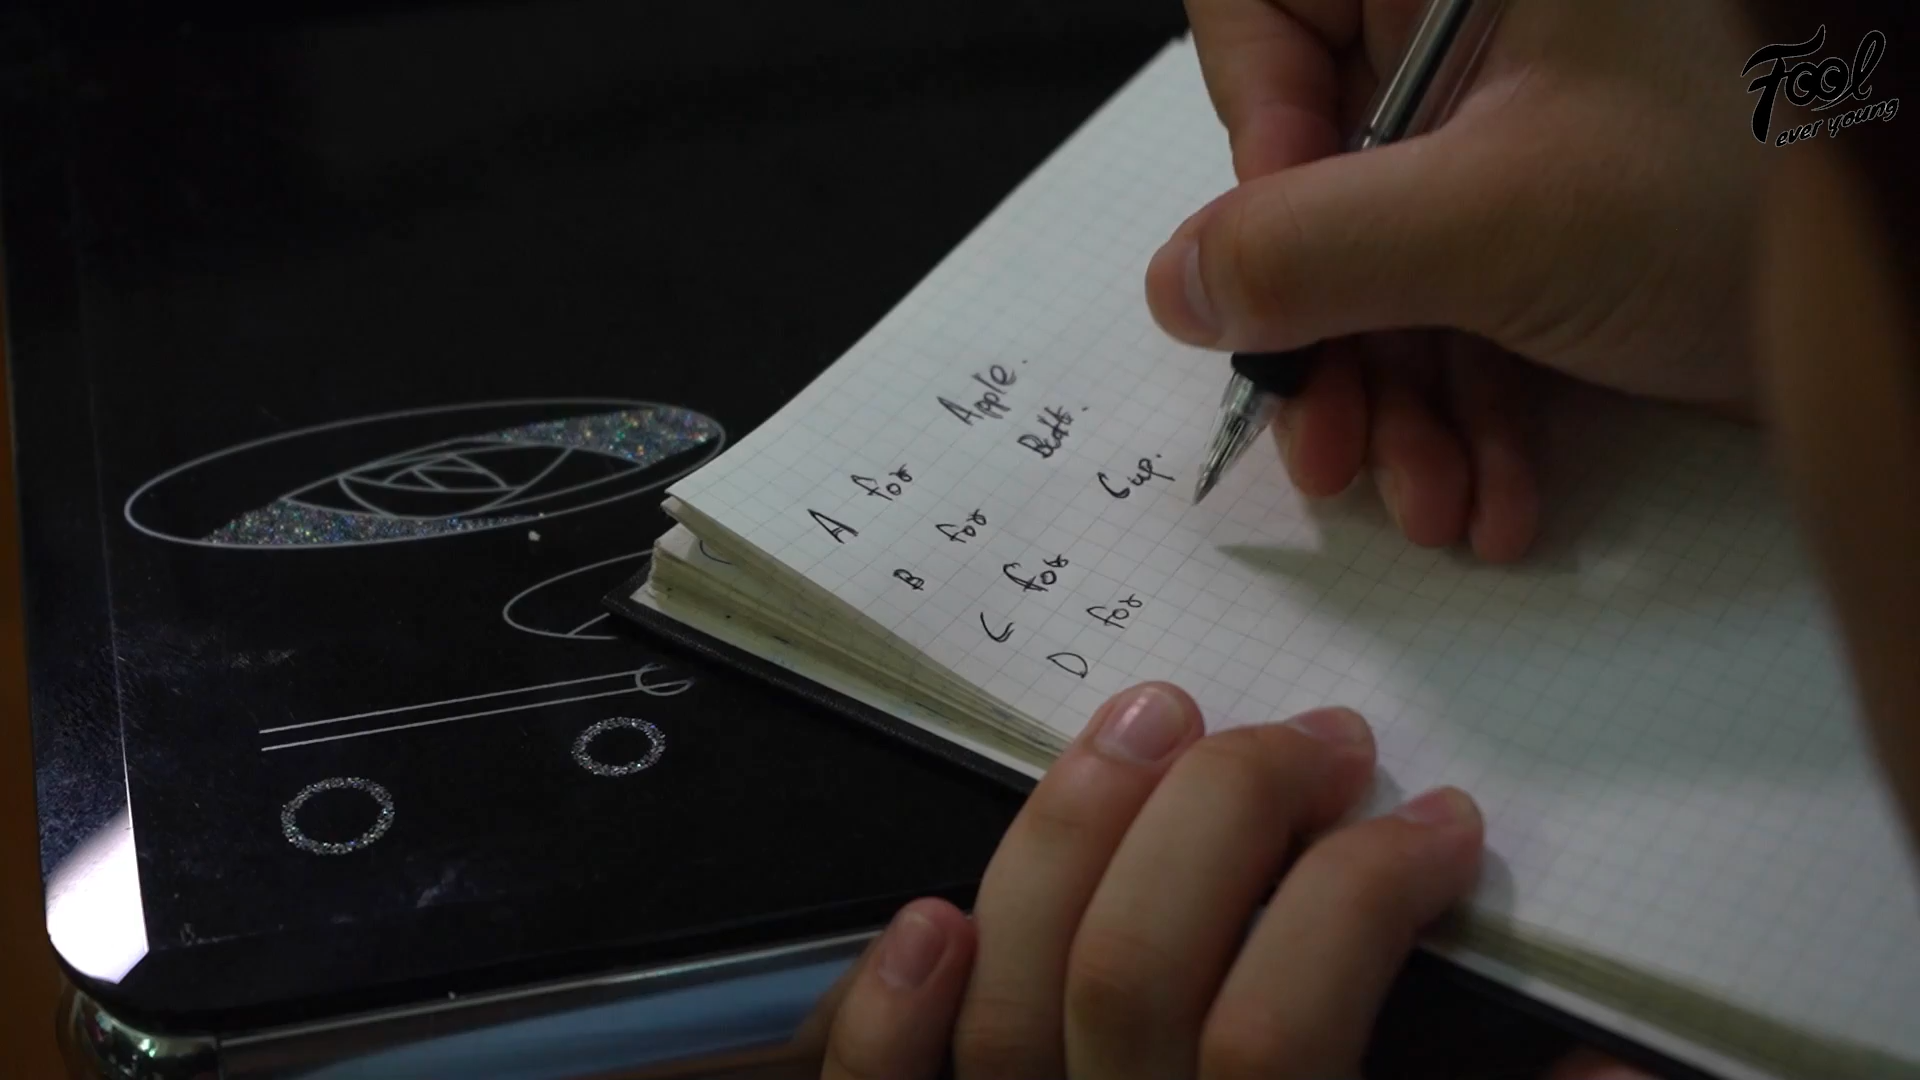 A for Apple.
B for
C for Cup.
D for
Fool
ever young